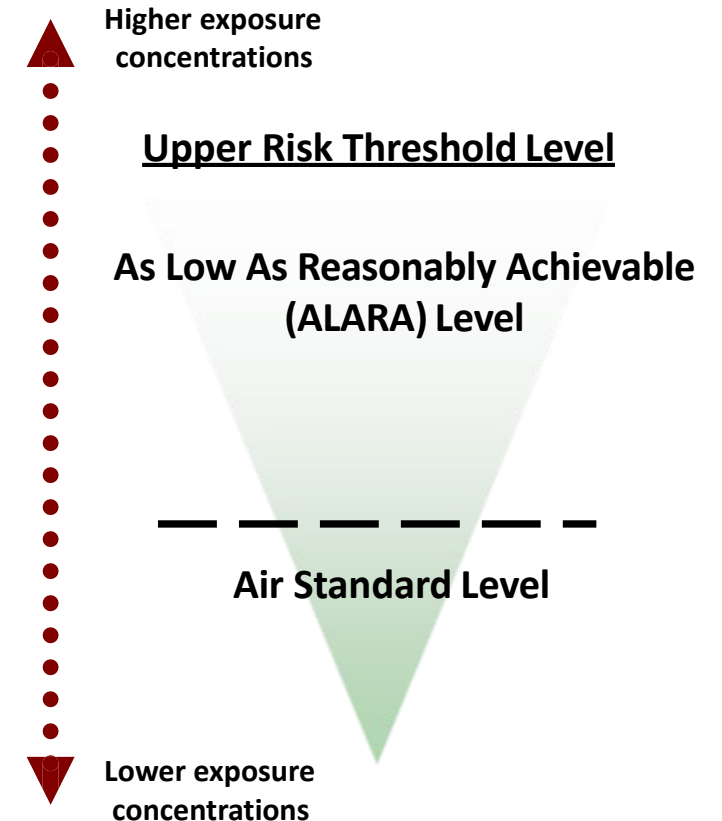 Higher exposure
concentrations
Upper Risk Threshold Level
As Low As Reasonably Achievable
(ALARA) Level
Air Standard Level
Lower exposure
concentrations